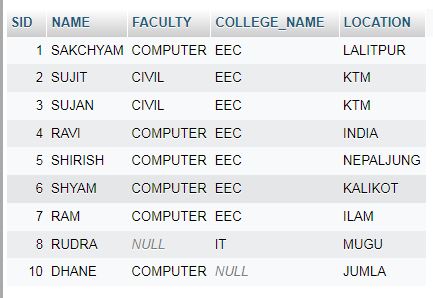 SID NAME FACULTY COLLEGE_NAME LOCATION
1 SAKCHYAM COMPUTER EEC LALITPUR
2 SUJIT CIVIL EEC KTM
3 SUJAN CIVIL EEC KTM
4 RAVI COMPUTER EEC INDIA
5 SHIRISH COMPUTER EEC NEPALJUNG
6 SHYAM COMPUTER EEC KALIKOT
7 RAM COMPUTER EEC ILAM
8 RUDRA NULL IT MUGU
10 DHANE COMPUTER NULL JUMLA